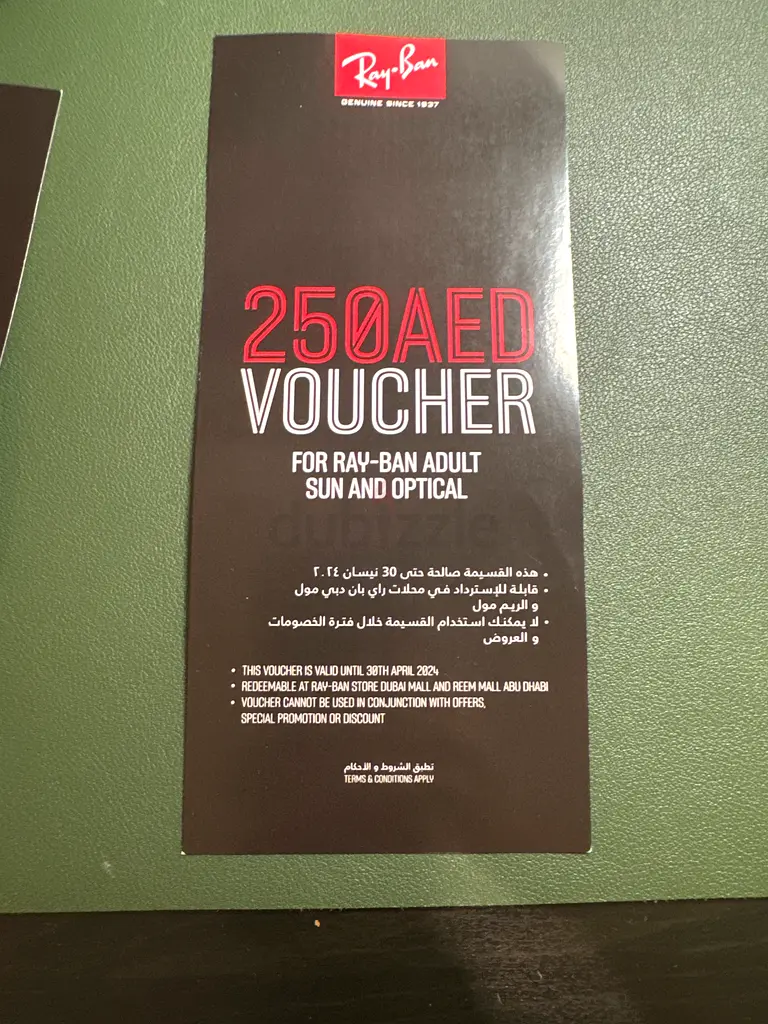 Ray-Ban
GENUINE SINCE 1937
250AED
VOUCHER
FOR RAY-BAN ADULT
SUN AND OPTICAL
dubizzle
• هذه القسيمة صالحة حتى 30 نيسان ٢٠٢٤
• قابلة للإسترداد في محلات راي بان دبي مول
و الريم مول
• لا يمكنك استخدام القسيمة خلال فترة الخصومات
و العروض
• THIS VOUCHER IS VALID UNTIL 30TH APRIL 2024
• REDEEMABLE AT RAY-BAN STORE DUBAI MALL AND REEM MALL ABU DHABI
• VOUCHER CANNOT BE USED IN CONJUNCTION WITH OFFERS,
SPECIAL PROMOTION OR DISCOUNT
تطبق الشروط و الأحكام
TERMS & CONDITIONS APPLY